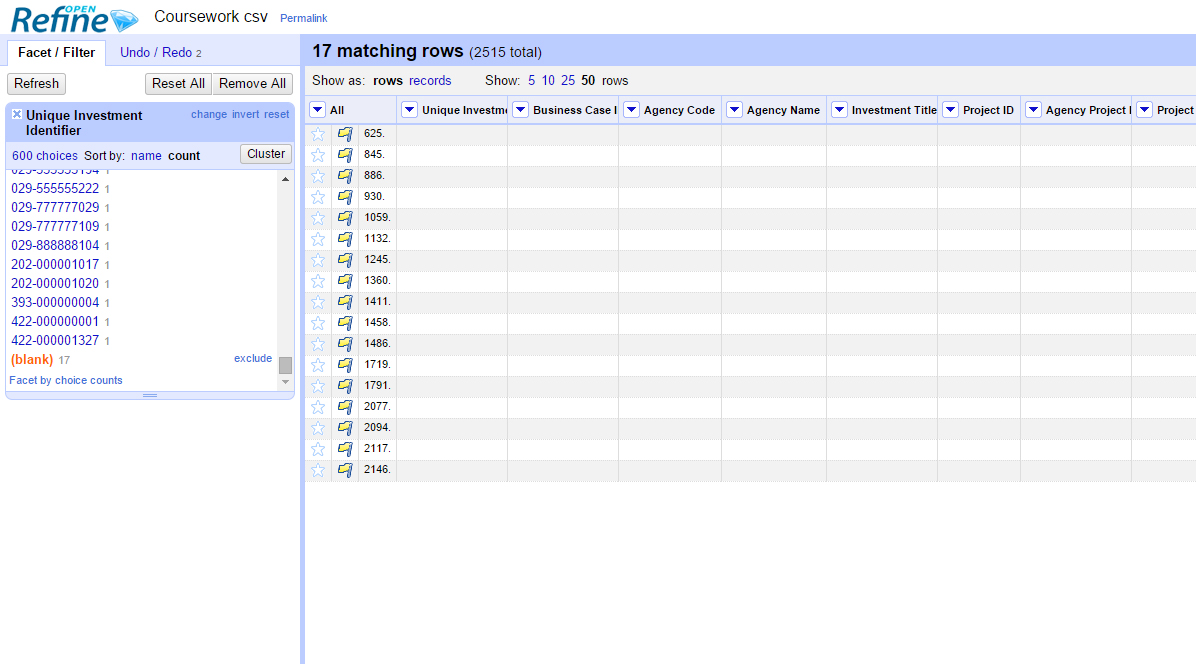 OPEN
Refine Coursework csv Permalink
Facet / Filter Undo / Redo 2
Refresh Reset All Remove All
Unique Investment Identifier change invert reset
600 choices Sort by: name count Cluster
029-555555222 1
029-777777029 1
029-777777109 1
029-888888104 1
202-000001017 1
202-000001020 1
393-000000004 1
422-000000001 1
422-000001327 1
(blank) 17 exclude
Facet by choice counts
17 matching rows (2515 total)
Show as: rows records Show: 5 10 25 50 rows
All Unique Investm Business Case I Agency Code Agency Name Investment Title Project ID Agency Project I Project
625.
845.
886.
930.
1059.
1132.
1245.
1360.
1411.
1458.
1486.
1719.
1791.
2077.
2094.
2117.
2146.